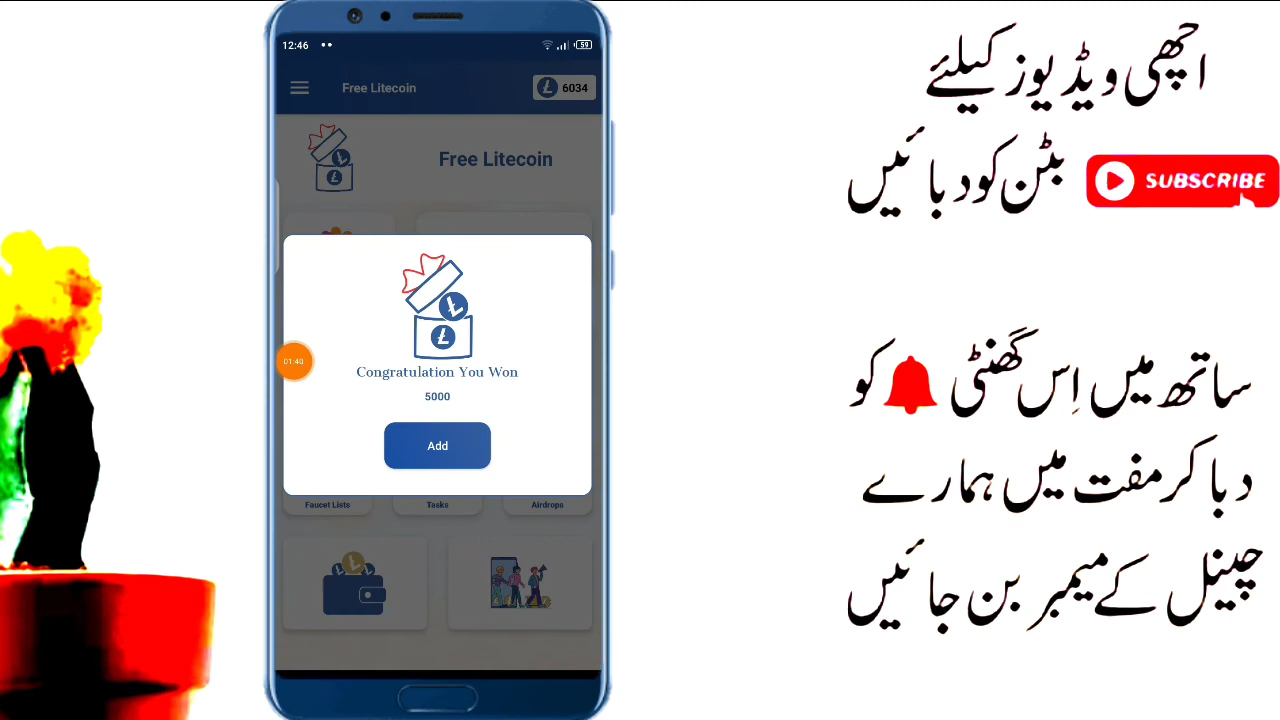 12:46
59
Free Litecoin
6034
Free Litecoin
Congratulation You Won
5000
01:40
Add
Faucet Lists
Tasks
Airdrops
اچھی ویڈیوز کیلئے
بٹن کو دبائیں SUBSCRIBE
ساتھ میں اِس گھنٹی کو
دبا کر مفت میں ہمارے
چینل کے میمبر بن جائیں